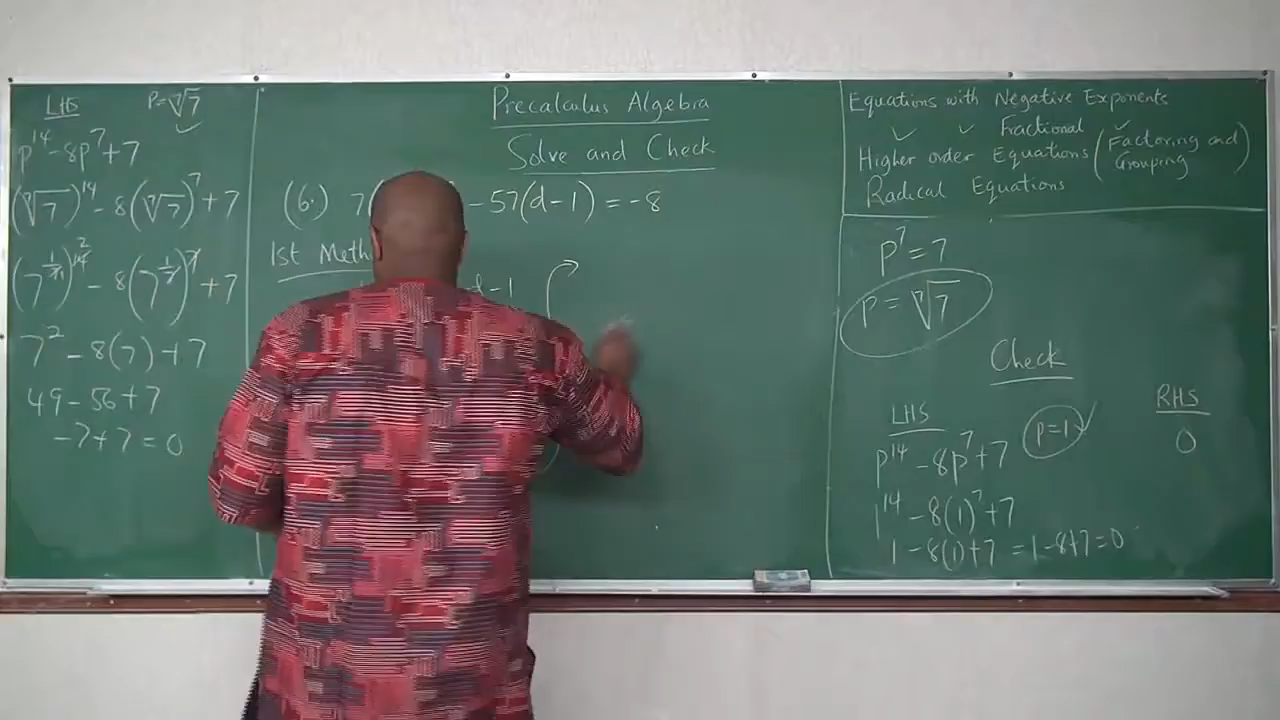 LHS
p=⁷√7
p¹⁴-8p⁷+7
(⁷√7)¹⁴-8(⁷√7)⁷+7
(7^(1/7))¹⁴ ² -8(7^(1/7))⁷+7
7²-8(7)+7
49-56+7
-7+7=0
Precalculus Algebra
Solve and Check
(6.) 7( -57(d-1)=-8
1st Meth
d-1
Equations with Negative Exponents
Fractional
Higher order Equations (Factoring and Grouping)
Radical Equations
p⁷=7
p=⁷√7
Check
LHS
RHS
p¹⁴-8p⁷+7
p=1
0
1¹⁴-8(1)⁷+7
1-8(1)+7=1-8+7=0